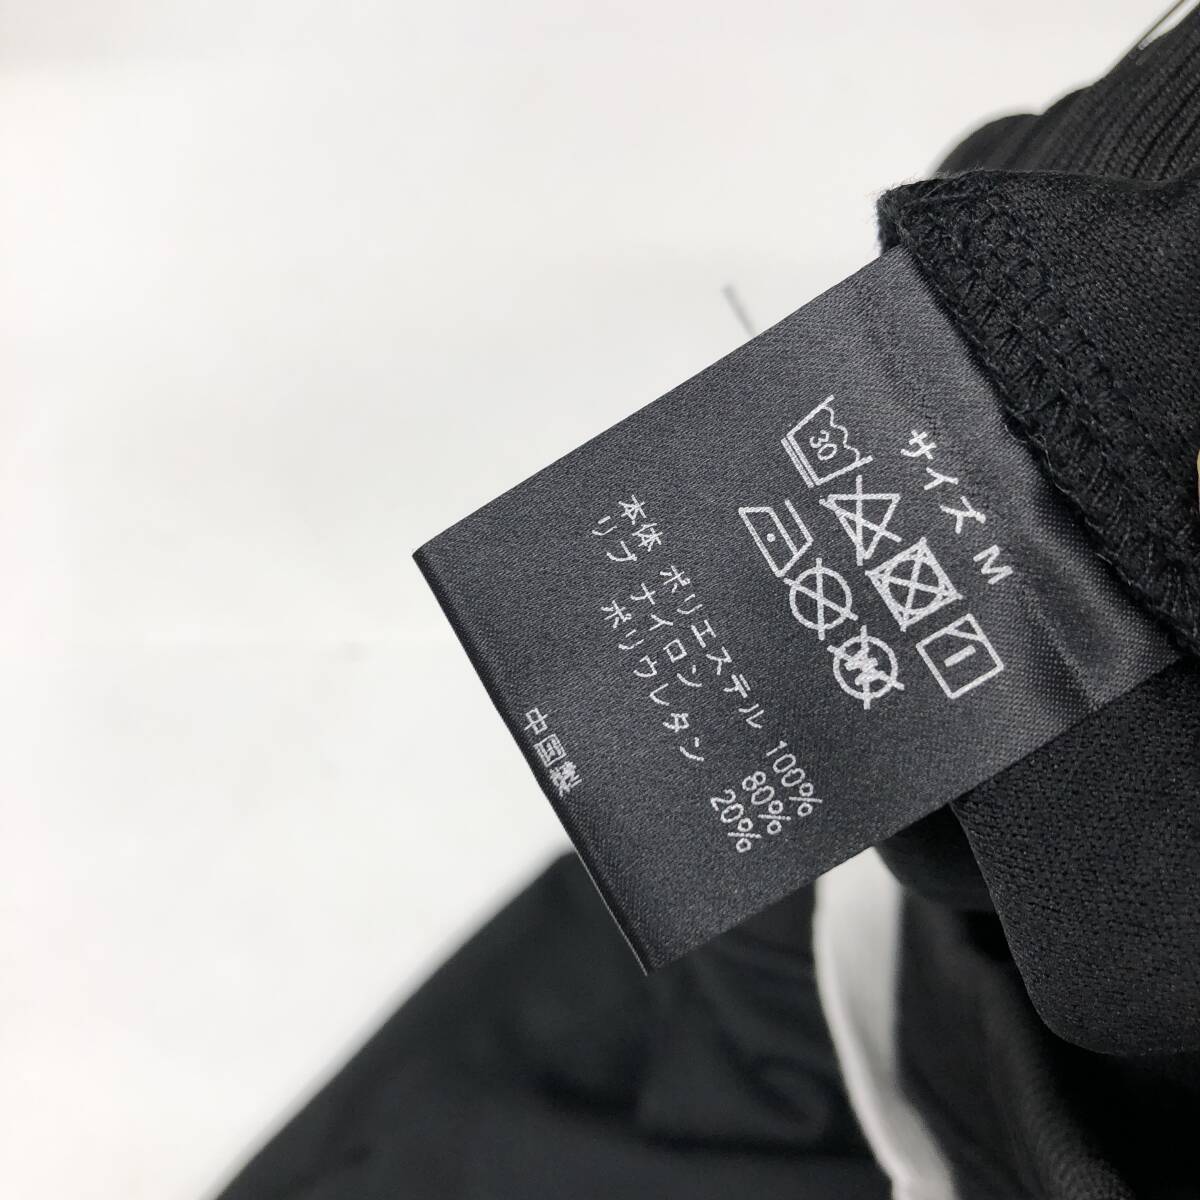 サイズ M
30
本体 ポリエステル 100%
リブ ナイロン 80%
ポリウレタン 20%
中国製